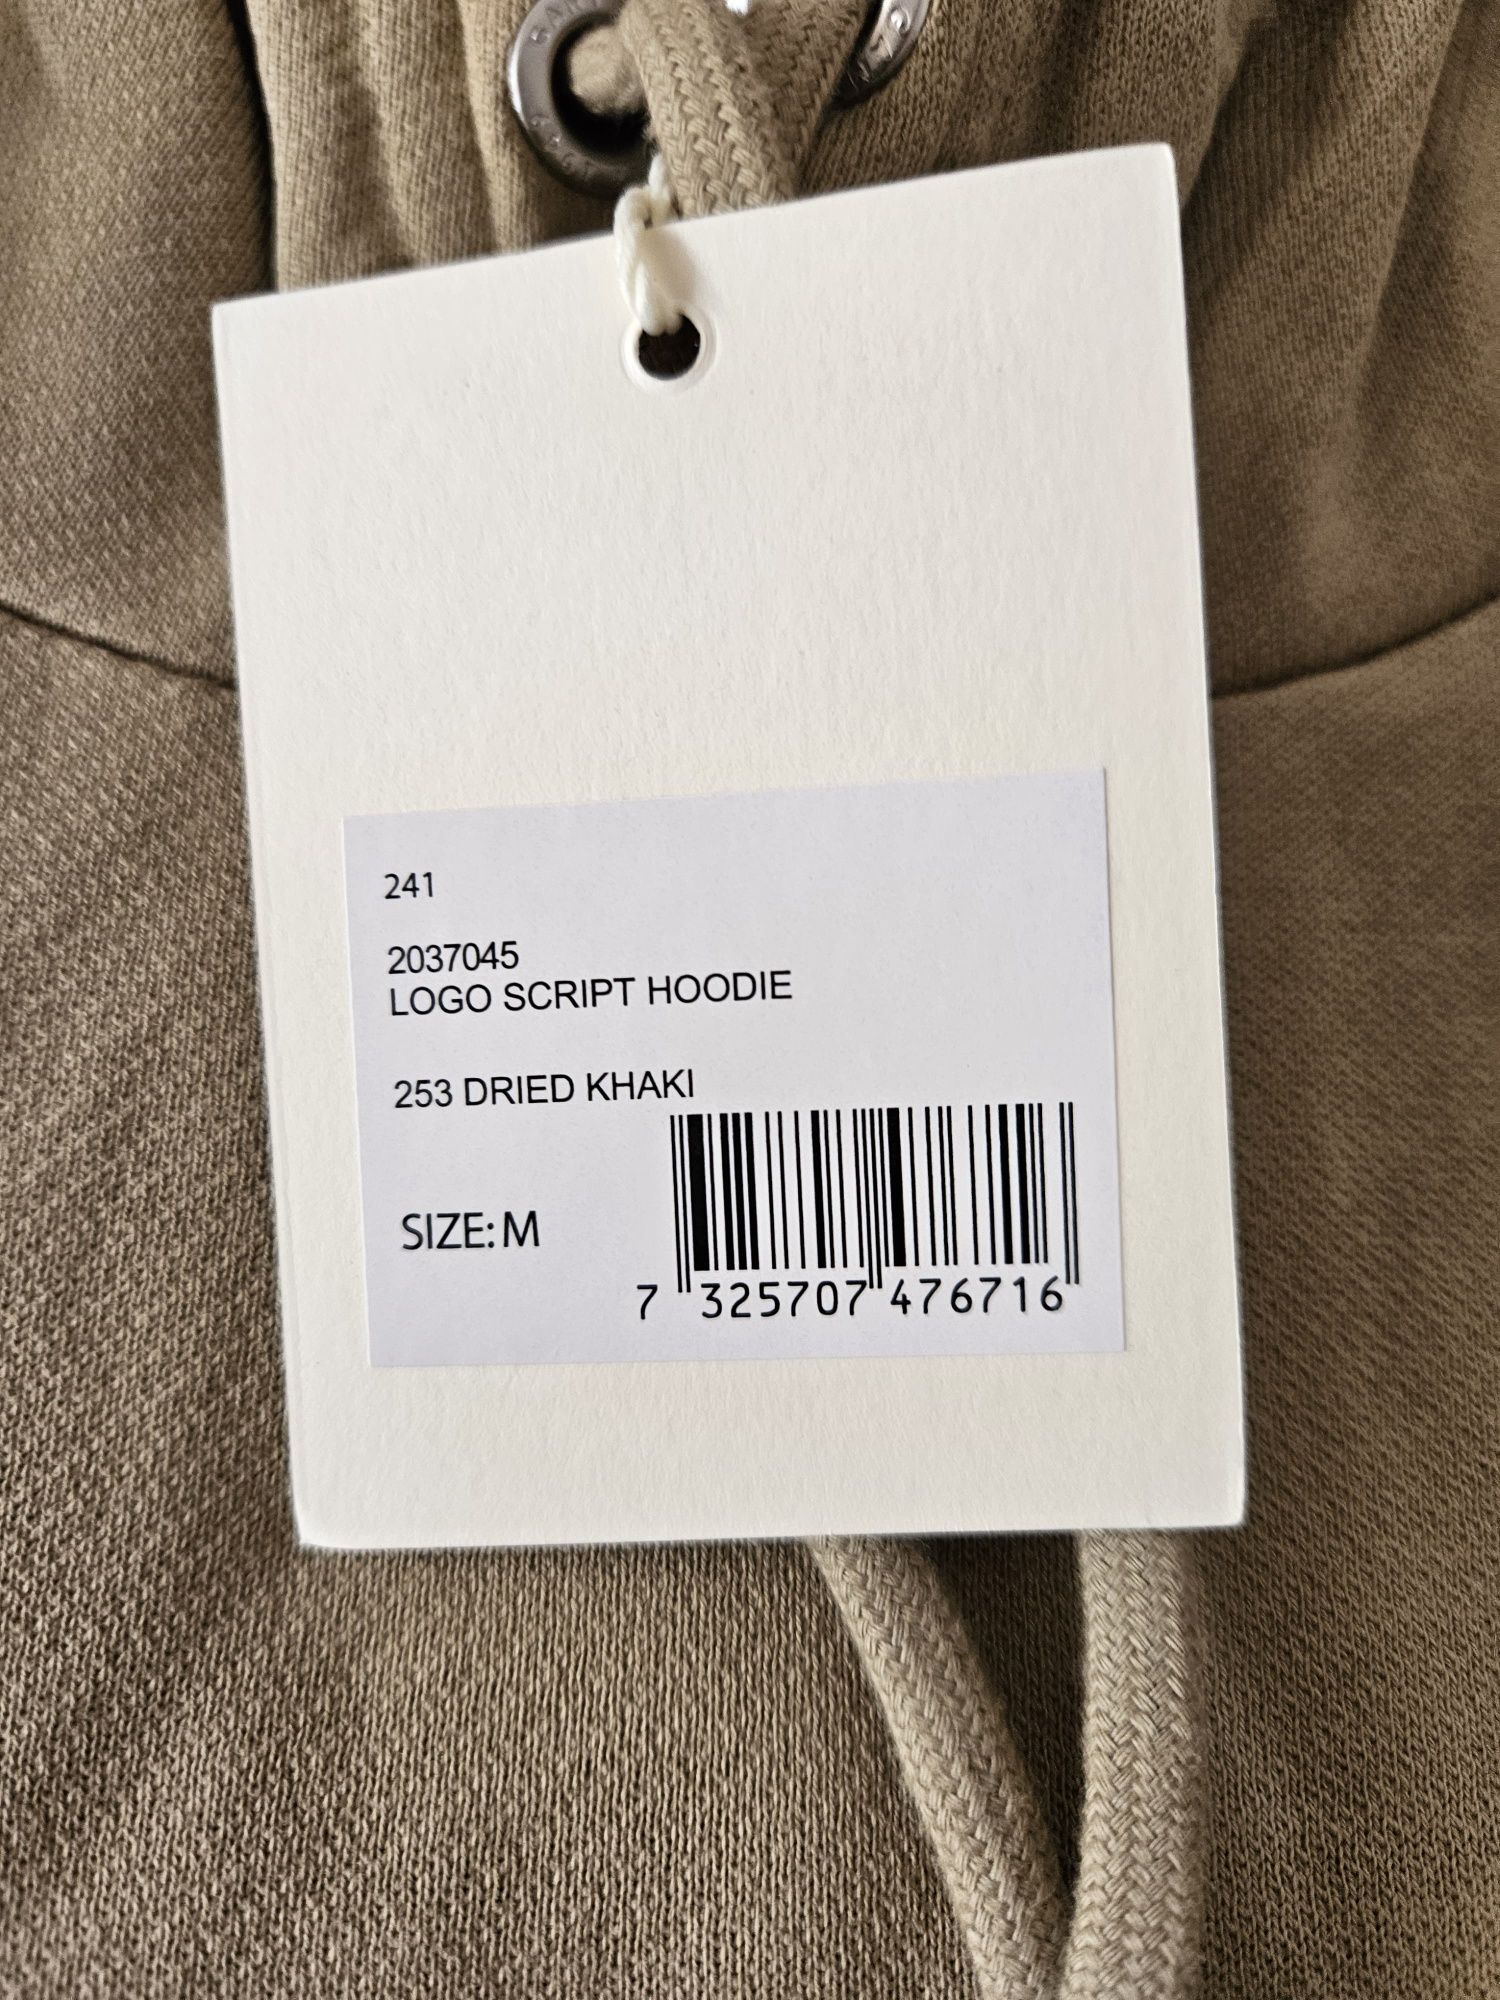 241
2037045
LOGO SCRIPT HOODIE
253 DRIED KHAKI
SIZE: M
7 325707 476716